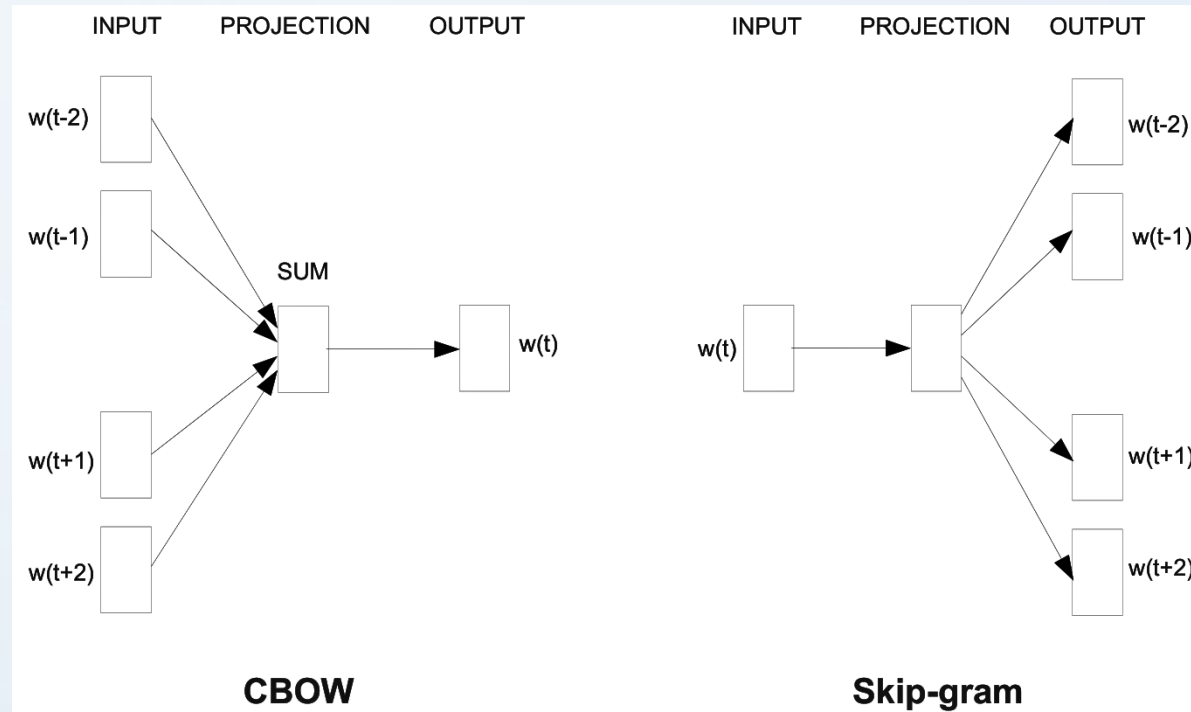 INPUT PROJECTION OUTPUT
w(t-2)
w(t-1)
SUM
w(t)
w(t+1)
w(t+2)
CBOW
INPUT PROJECTION OUTPUT
w(t-2)
w(t-1)
w(t)
w(t+1)
w(t+2)
Skip-gram